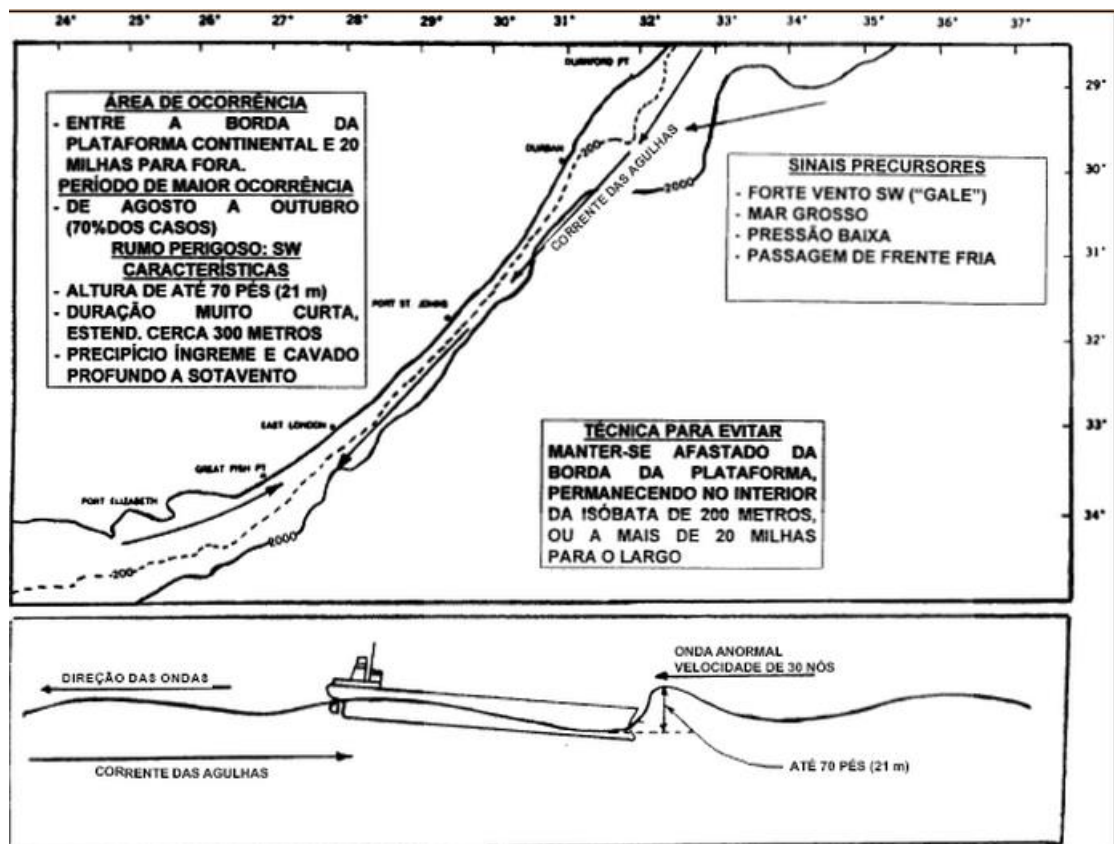 24° 25° 26° 27° 28° 29° 30° 31° 32° 33° 34° 35° 36° 37°
DURNFORD PT
29°
ÁREA DE OCORRÊNCIA
- ENTRE A BORDA DA
PLATAFORMA CONTINENTAL E 20
MILHAS PARA FORA.
PERÍODO DE MAIOR OCORRÊNCIA
- DE AGOSTO A OUTUBRO
(70%DOS CASOS)
RUMO PERIGOSO: SW
CARACTERÍSTICAS
- ALTURA DE ATÉ 70 PÉS (21 m)
- DURAÇÃO MUITO CURTA,
ESTEND. CERCA 300 METROS
- PRECIPÍCIO ÍNGREME E CAVADO
PROFUNDO A SOTAVENTO
DURBAN
-200
CORRENTE DAS AGULHAS
-2000
SINAIS PRECURSORES
- FORTE VENTO SW ("GALE")
- MAR GROSSO
- PRESSÃO BAIXA
- PASSAGEM DE FRENTE FRIA
30°
31°
PORT ST JOHNS
32°
EAST LONDON
33°
GREAT FISH PT
PORT ELIZABETH
TÉCNICA PARA EVITAR
MANTER-SE AFASTADO DA
BORDA DA PLATAFORMA,
PERMANECENDO NO INTERIOR
DA ISÓBATA DE 200 METROS,
OU A MAIS DE 20 MILHAS
PARA O LARGO
34°
-200
-2000
DIREÇÃO DAS ONDAS
ONDA ANORMAL
VELOCIDADE DE 30 NÓS
CORRENTE DAS AGULHAS
ATÉ 70 PÉS (21 m)